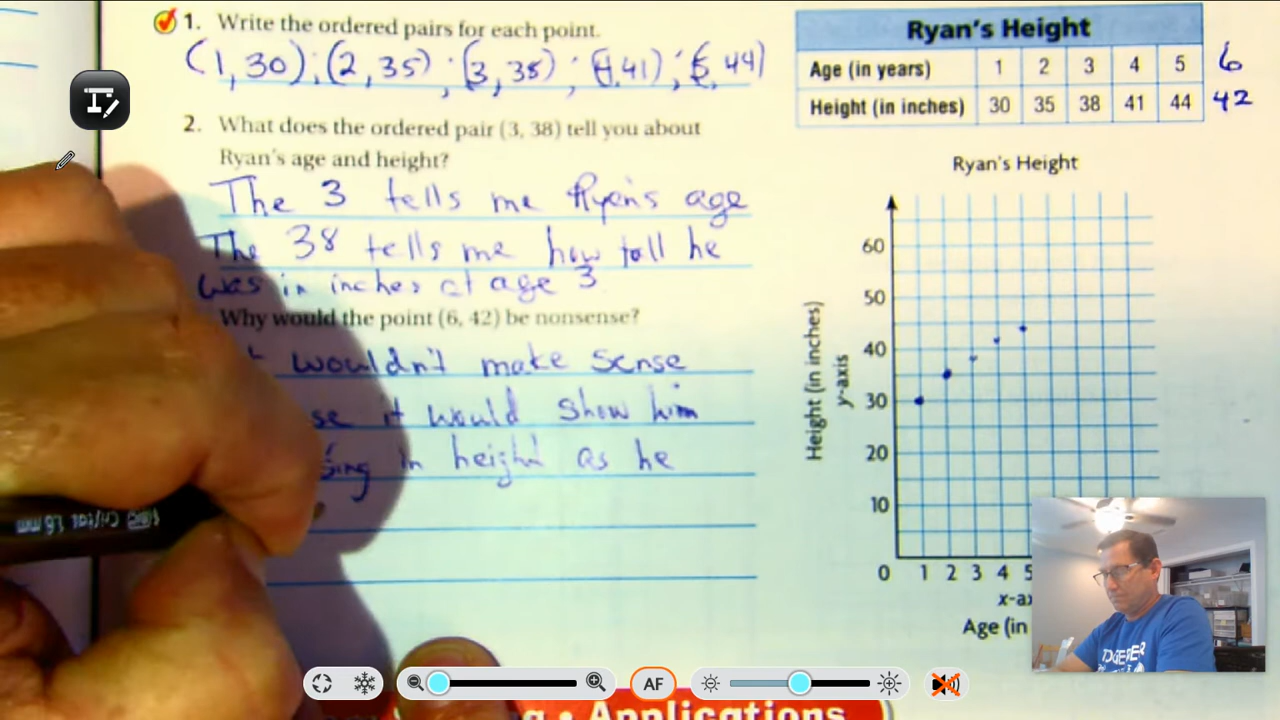 1. Write the ordered pairs for each point.
(1,30); (2,35); (3,38); (4,41); (5,44)
2. What does the ordered pair (3, 38) tell you about
Ryan's age and height?
The 3 tells me Ryen's age
The 38 tells me how tall he
was in inches at age 3
Why would the point (6, 42) be nonsense?
wouldn't make sense
se it would show him
sing in height as he
Ryan's Height
Age (in years) 1 2 3 4 5 6
Height (in inches) 30 35 38 41 44 42
Ryan's Height
60
50
40
30
20
10
0 1 2 3 4 5
Height (in inches)
y-axis
x-ax
Age (in
AF
g • Applications